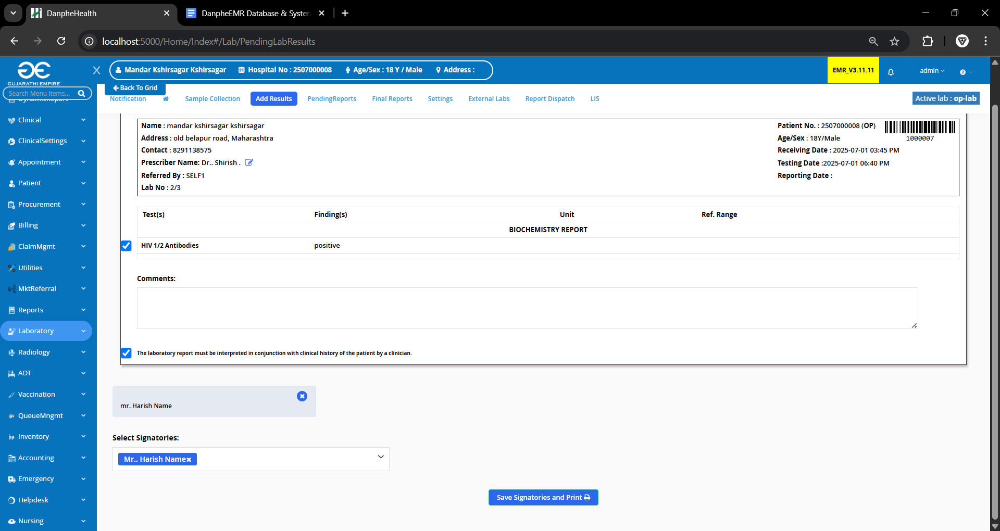 DanpheHealth
DanpheEMR Database & System
localhost:5000/Home/Index#/Lab/PendingLabResults
GUJARATHI EMPIRE
Mandar Kshirsagar Kshirsagar Hospital No : 2507000008 Age/Sex : 18 Y / Male Address :
EMR_V3.11.11
admin
Search Menu Items...
DynamicReport
Clinical
ClinicalSettings
Appointment
Patient
Procurement
Billing
ClaimMgmt
Utilities
MktReferral
Reports
Laboratory
Radiology
ADT
Vaccination
QueueMngmt
Inventory
Accounting
Emergency
Helpdesk
Nursing
Back To Grid
Notification Sample Collection Add Results PendingReports Final Reports Settings External Labs Report Dispatch LIS
Active lab : op-lab
Name : mandar kshirsagar kshirsagar
Address : old belapur road, Maharashtra
Contact : 8291138575
Prescriber Name: Dr.. Shirish .
Referred By : SELF1
Lab No : 2/3
Patient No. : 2507000008 (OP)
1000007
Age/Sex : 18Y/Male
Receiving Date : 2025-07-01 03:45 PM
Testing Date :2025-07-01 06:40 PM
Reporting Date :
Test(s) Finding(s) Unit Ref. Range
BIOCHEMISTRY REPORT
HIV 1/2 Antibodies positive
Comments:
The laboratory report must be interpreted in conjunction with clinical history of the patient by a clinician.
mr. Harish Name
Select Signatories:
Mr.. Harish Name
Save Signatories and Print